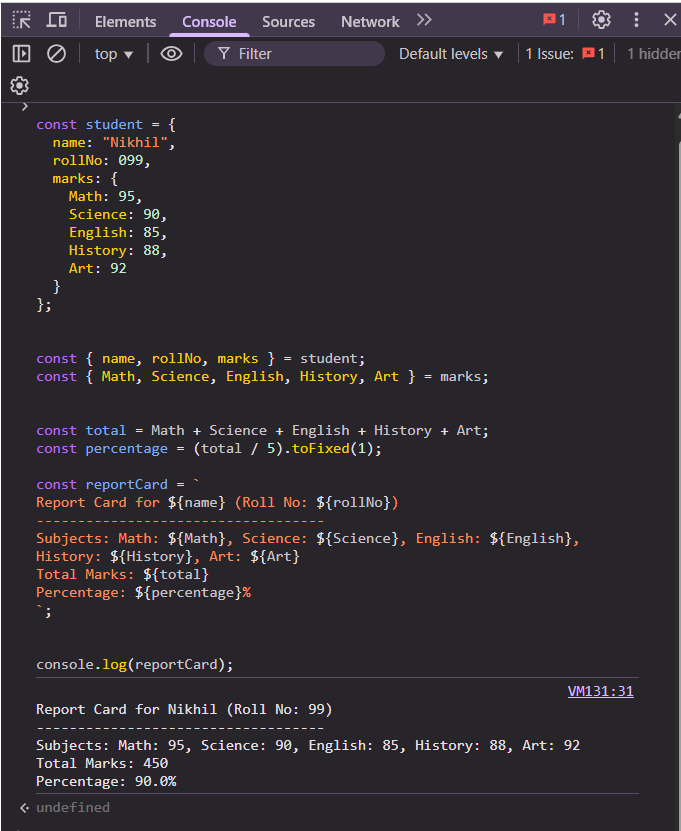 Elements Console Sources Network 1
top Filter Default levels 1 Issue: 1 1 hidden
const student = {
  name: "Nikhil",
  rollNo: 099,
  marks: {
    Math: 95,
    Science: 90,
    English: 85,
    History: 88,
    Art: 92
  }
};
const { name, rollNo, marks } = student;
const { Math, Science, English, History, Art } = marks;
const total = Math + Science + English + History + Art;
const percentage = (total / 5).toFixed(1);
const reportCard = `
Report Card for ${name} (Roll No: ${rollNo})
-----------------------------------
Subjects: Math: ${Math}, Science: ${Science}, English: ${English},
History: ${History}, Art: ${Art}
Total Marks: ${total}
Percentage: ${percentage}%
`;
console.log(reportCard);
VM131:31
Report Card for Nikhil (Roll No: 99)
-----------------------------------
Subjects: Math: 95, Science: 90, English: 85, History: 88, Art: 92
Total Marks: 450
Percentage: 90.0%
undefined